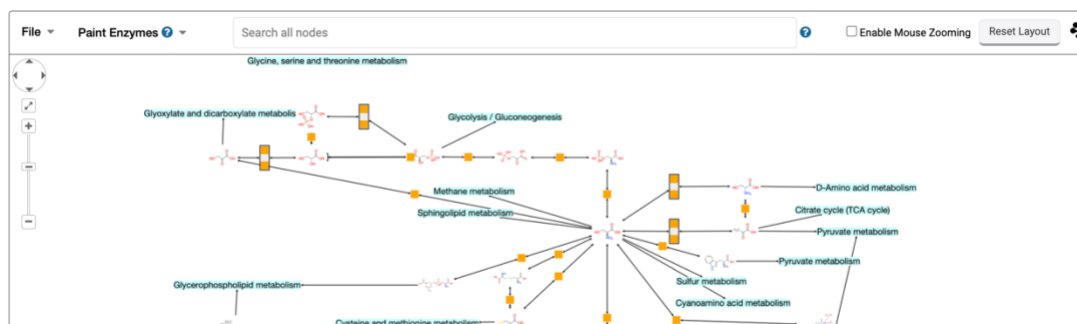 File Paint Enzymes ? Search all nodes ? Enable Mouse Zooming Reset Layout
Glycine, serine and threonine metabolism
Glyoxylate and dicarboxylate metabolis
Glycolysis / Gluconeogenesis
Methane metabolism
D-Amino acid metabolism
Sphingolipid metabolism
Citrate cycle (TCA cycle)
Pyruvate metabolism
Pyruvate metabolism
Sulfur metabolism
Glycerophospholipid metabolism
Cyanoamino acid metabolism
Cysteine and methionine metabolism